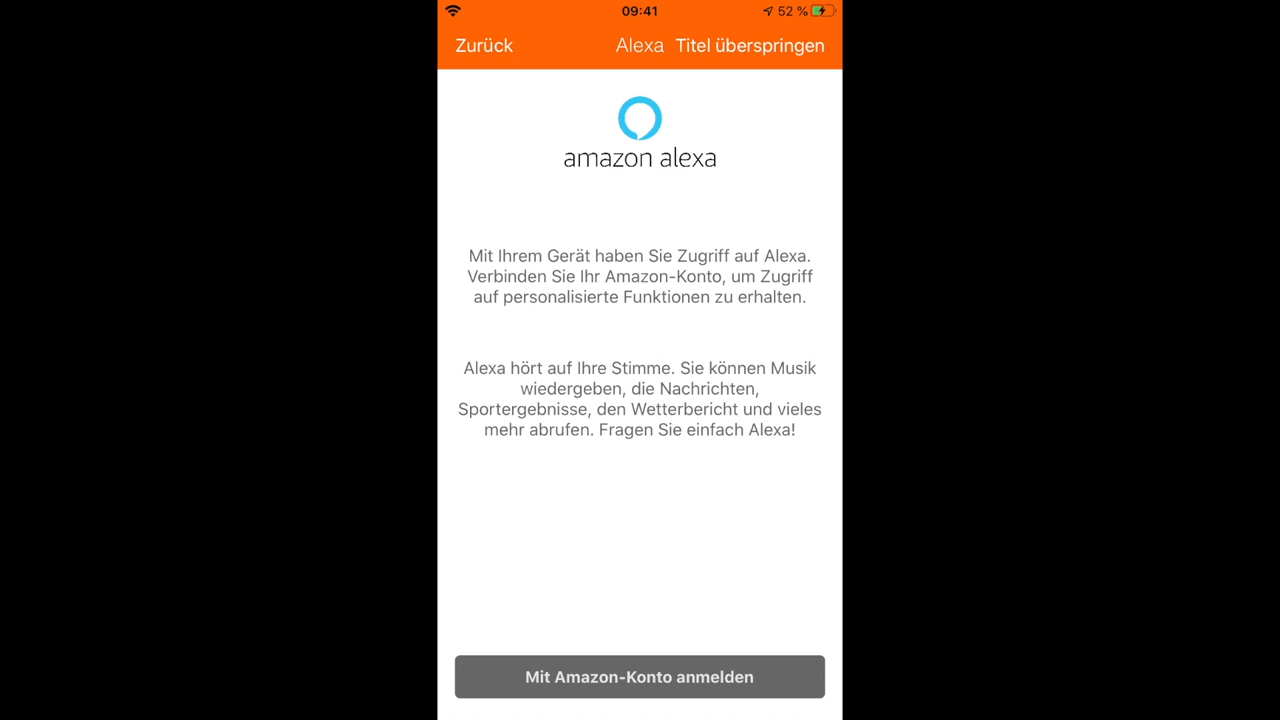 09:41
52 %
Zurück
Alexa
Titel überspringen
amazon alexa
Mit Ihrem Gerät haben Sie Zugriff auf Alexa.
Verbinden Sie Ihr Amazon-Konto, um Zugriff
auf personalisierte Funktionen zu erhalten.
Alexa hört auf Ihre Stimme. Sie können Musik
wiedergeben, die Nachrichten,
Sportergebnisse, den Wetterbericht und vieles
mehr abrufen. Fragen Sie einfach Alexa!
Mit Amazon-Konto anmelden